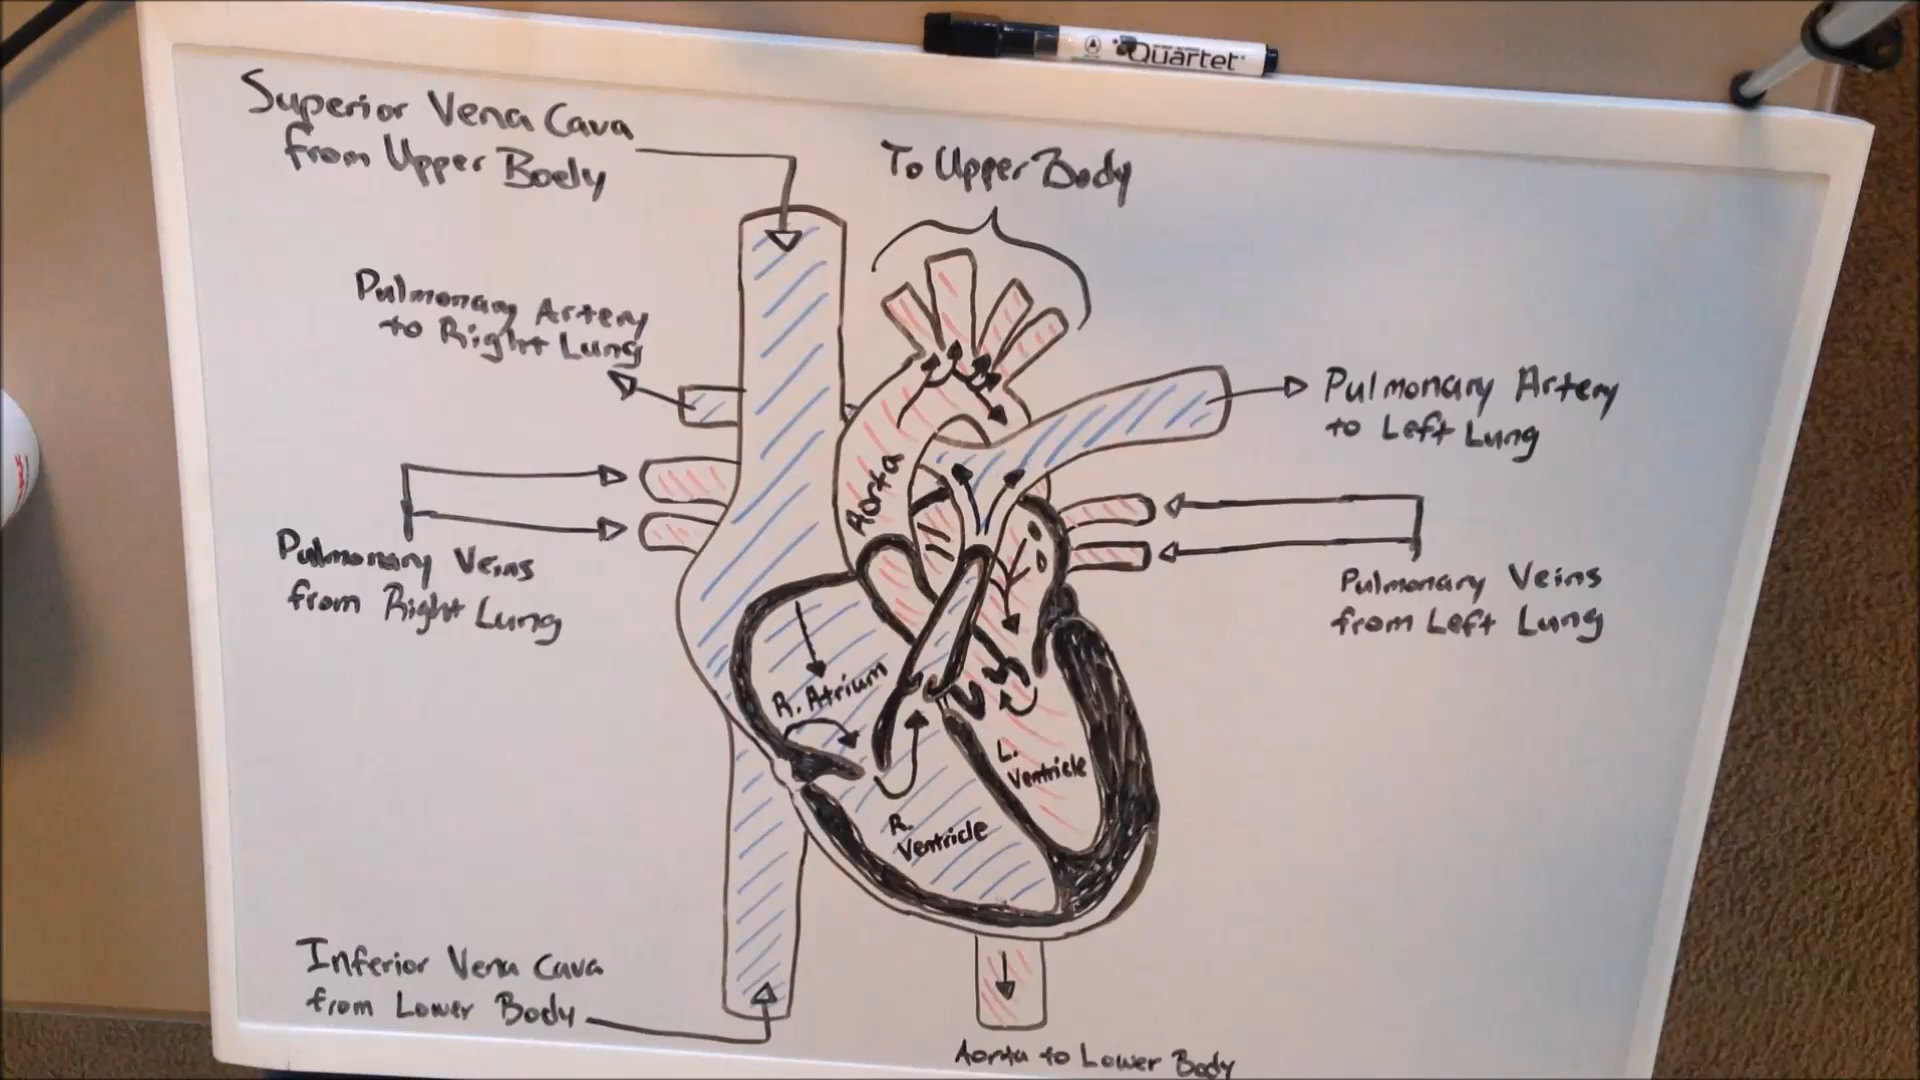 Quartet
Superior Vena Cava
from Upper Body
To Upper Body
Pulmonary Artery
to Right Lung
Pulmonary Artery
to Left Lung
Aorta
Pulmonary Veins
from Right Lung
Pulmonary Veins
from Left Lung
R. Atrium
L.
Ventricle
R.
Ventricle
Inferior Vena Cava
from Lower Body
Aorta to Lower Body